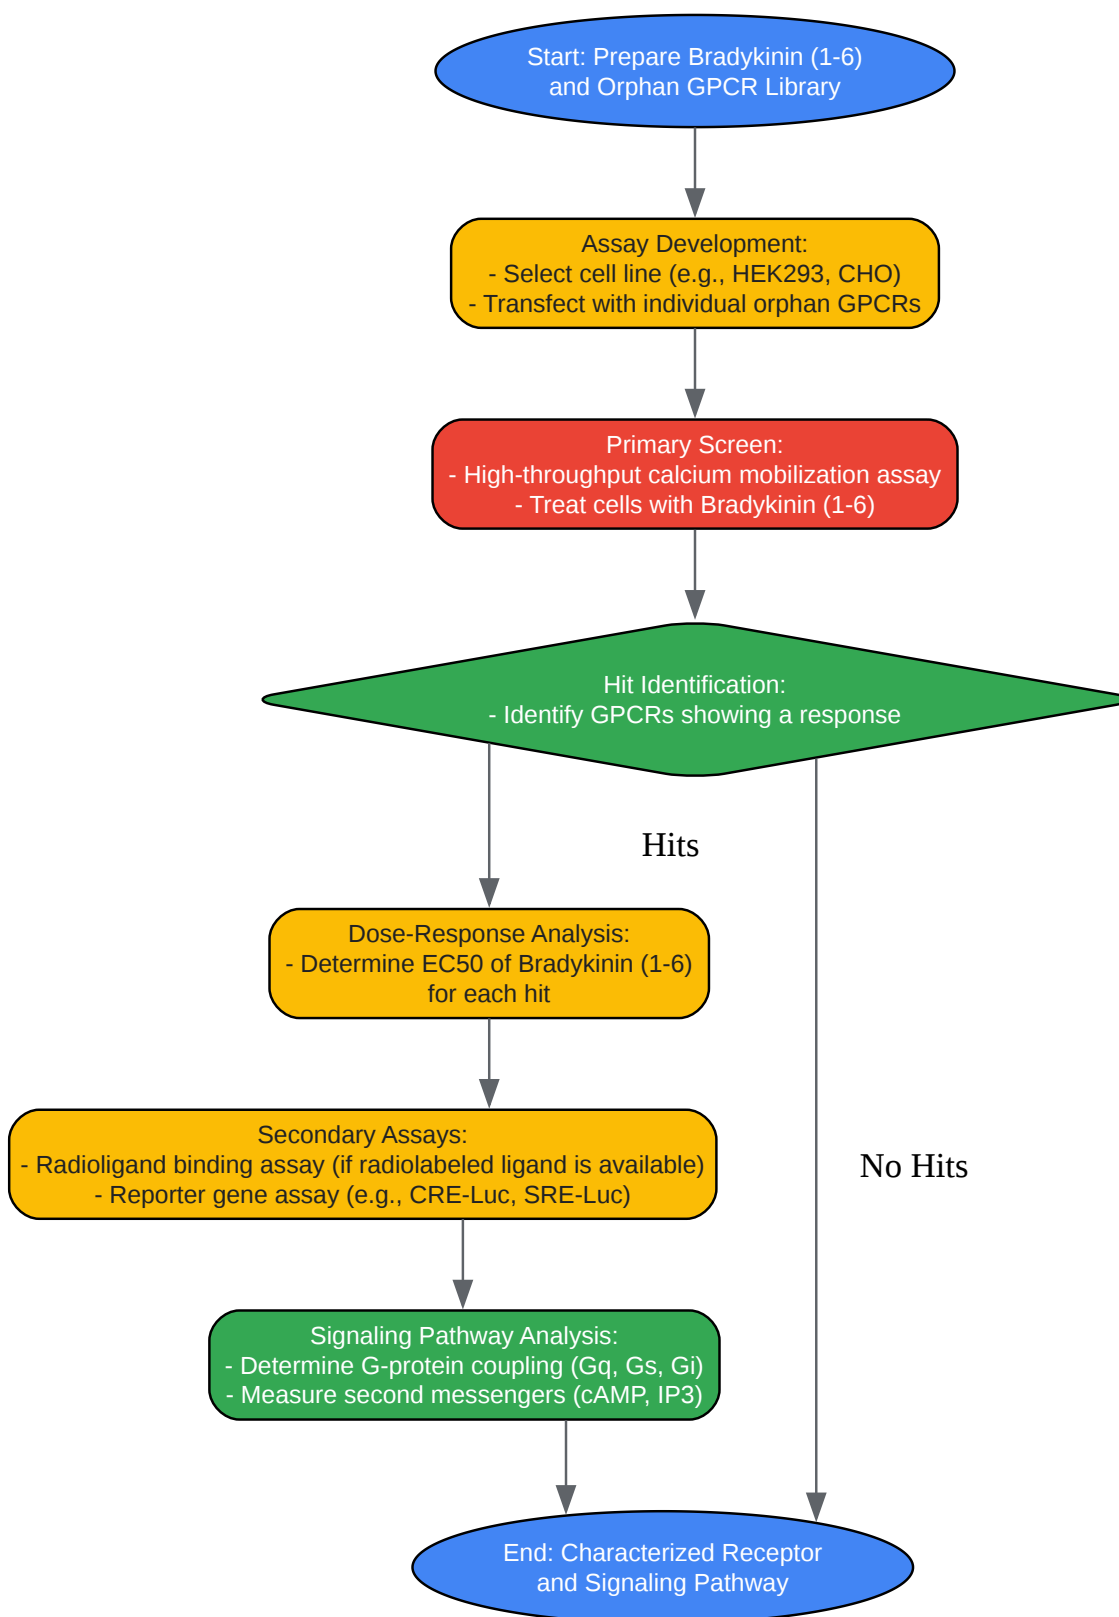 Start: Prepare Bradykinin (1-6)
and Orphan GPCR Library
Assay Development:
- Select cell line (e.g., HEK293, CHO)
- Transfect with individual orphan GPCRs
Primary Screen:
- High-throughput calcium mobilization assay
- Treat cells with Bradykinin (1-6)
Hit Identification:
- Identify GPCRs showing a response
Hits
Dose-Response Analysis:
- Determine EC50 of Bradykinin (1-6)
for each hit
Secondary Assays:
- Radioligand binding assay (if radiolabeled ligand is available)
- Reporter gene assay (e.g., CRE-Luc, SRE-Luc)
No Hits
Signaling Pathway Analysis:
- Determine G-protein coupling (Gq, Gs, Gi)
- Measure second messengers (cAMP, IP3)
End: Characterized Receptor
and Signaling Pathway